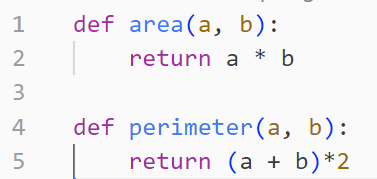 1 def area(a, b):
2     return a * b
3
4 def perimeter(a, b):
5     return (a + b)*2